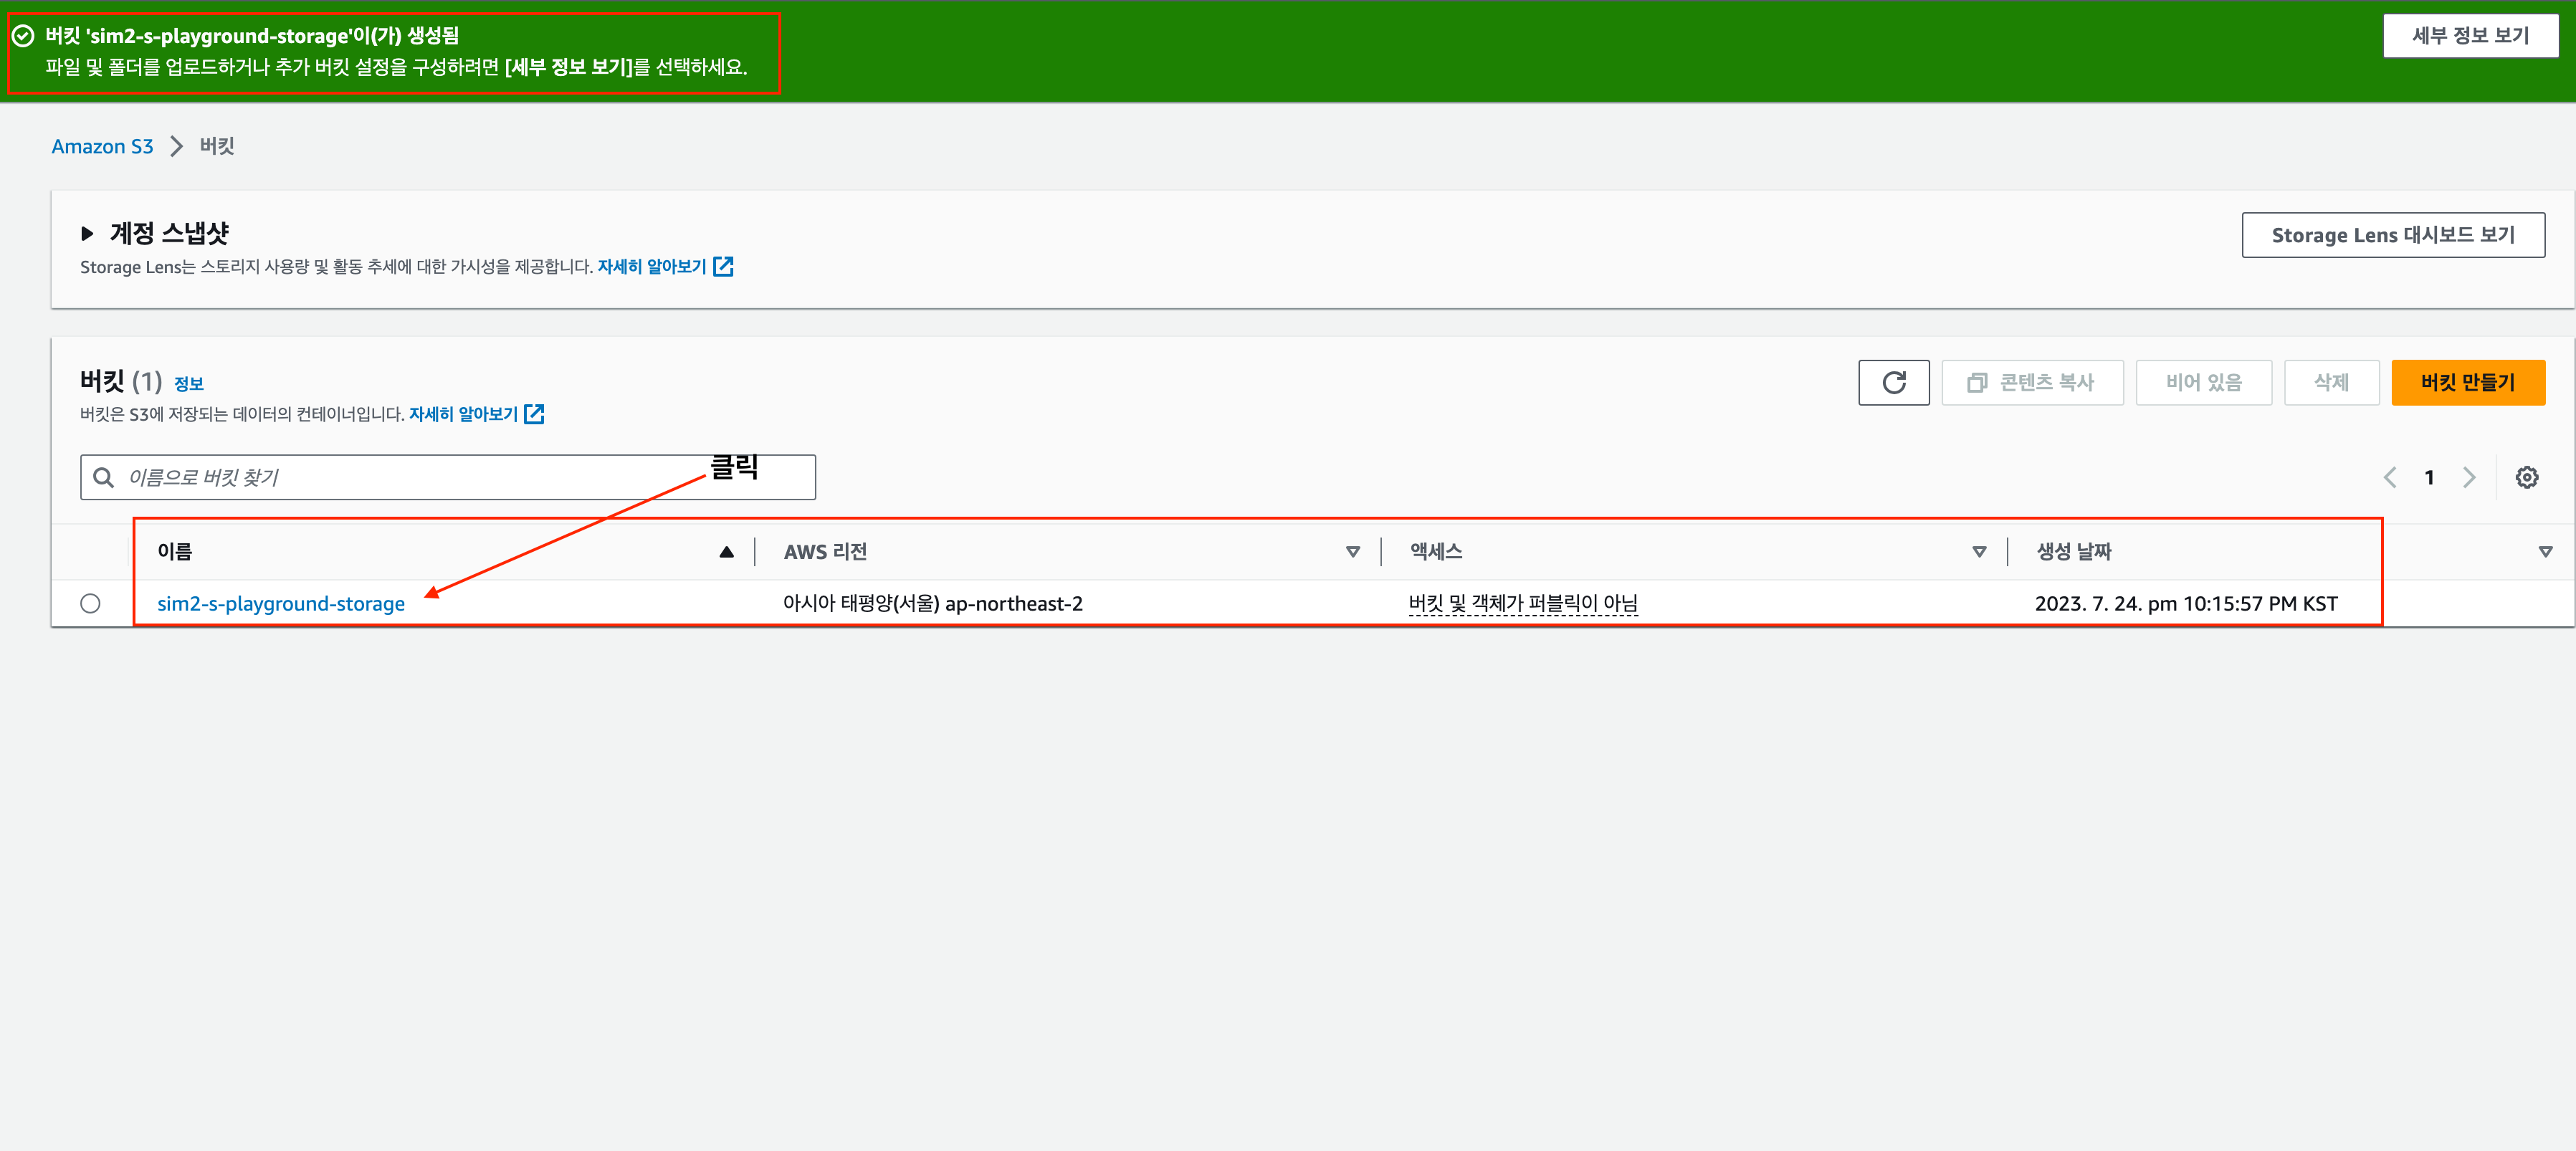 버킷 'sim2-s-playground-storage'이(가) 생성됨
파일 및 폴더를 업로드하거나 추가 버킷 설정을 구성하려면 [세부 정보 보기]를 선택하세요.
세부 정보 보기
Amazon S3 버킷
계정 스냅샷
Storage Lens는 스토리지 사용량 및 활동 추세에 대한 가시성을 제공합니다. 자세히 알아보기
Storage Lens 대시보드 보기
버킷 (1) 정보
버킷은 S3에 저장되는 데이터의 컨테이너입니다. 자세히 알아보기
콘텐츠 복사 비어 있음 삭제 버킷 만들기
이름으로 버킷 찾기
클릭
1
이름 AWS 리전 액세스 생성 날짜
sim2-s-playground-storage 아시아 태평양(서울) ap-northeast-2 버킷 및 객체가 퍼블릭이 아님 2023. 7. 24. pm 10:15:57 PM KST